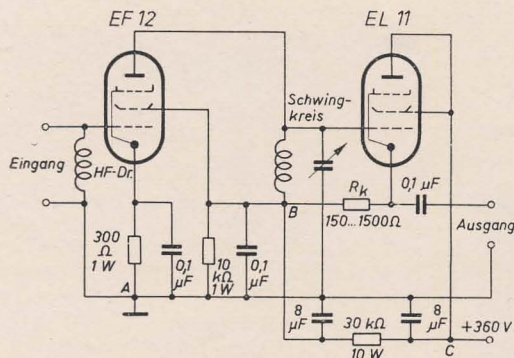 EF 12
EL 11
Schwing-
kreis
Eingang
HF-Dr.
B
R_k
150...1500Ω
0,1 µF
Ausgang
300
Ω
1 W
A
0,1
µF
10
kΩ
1 W
0,1
µF
8
µF
30 kΩ
10 W
8
µF
C
+360 V